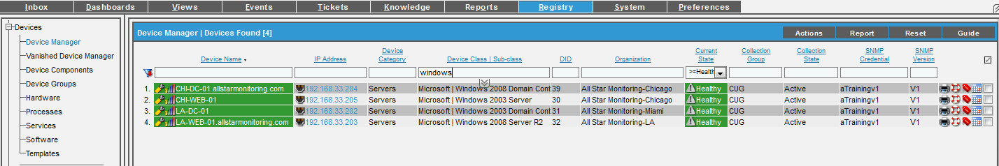 Inbox Dashboards Views Events Tickets Knowledge Reports Registry System Preferences
Devices
Device Manager
Vanished Device Manager
Device Components
Device Groups
Hardware
Processes
Services
Software
Templates
Device Manager | Devices Found [4] Actions Report Reset Guide
Device Name IP Address Device Category Device Class | Sub-class DID Organization Current State Collection Group Collection State SNMP Credential SNMP Version
windows >=Health
1. CHI-DC-01.allstarmonitoring.com 192.168.33.204 Servers Microsoft | Windows 2008 Domain Cont 39 All Star Monitoring-Chicago Healthy CUG Active aTrainingv1 V1
2. CHI-WEB-01 192.168.33.205 Servers Microsoft | Windows 2003 Server 30 All Star Monitoring-Chicago Healthy CUG Active aTrainingv1 V1
3. LA-DC-01 192.168.33.202 Servers Microsoft | Windows 2003 Domain Cont 31 All Star Monitoring-Miami Healthy CUG Active aTrainingv1 V1
4. LA-WEB-01.allstarmonitoring.com 192.168.33.203 Servers Microsoft | Windows 2008 Server R2 32 All Star Monitoring-LA Healthy CUG Active aTrainingv1 V1